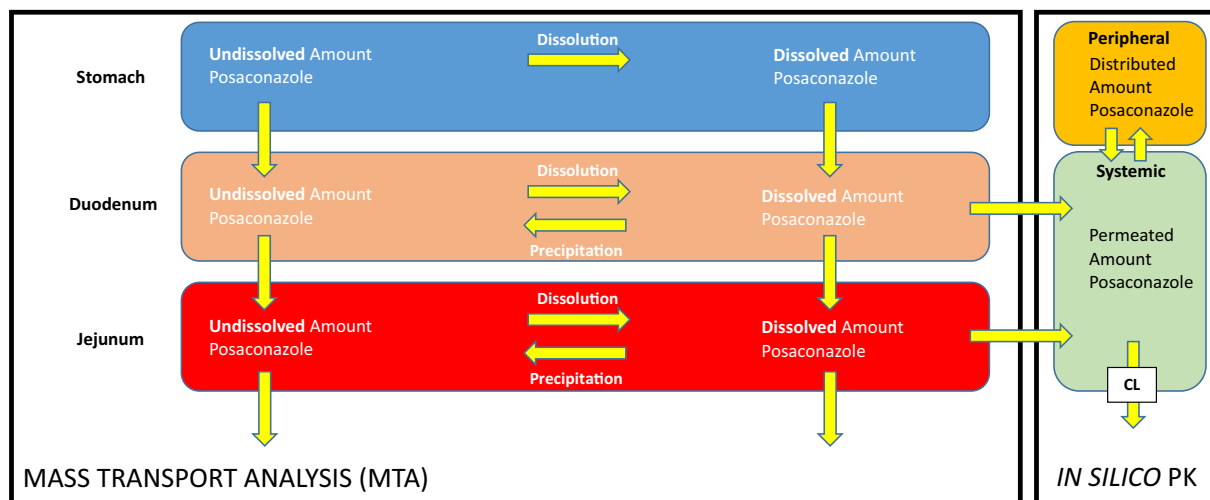 Stomach
Undissolved Amount
Posaconazole
Dissolution
Dissolved Amount
Posaconazole
Duodenum
Undissolved Amount
Posaconazole
Dissolution
Precipitation
Dissolved Amount
Posaconazole
Jejunum
Undissolved Amount
Posaconazole
Dissolution
Precipitation
Dissolved Amount
Posaconazole
MASS TRANSPORT ANALYSIS (MTA)
Peripheral
Distributed
Amount
Posaconazole
Systemic
Permeated
Amount
Posaconazole
CL
IN SILICO PK